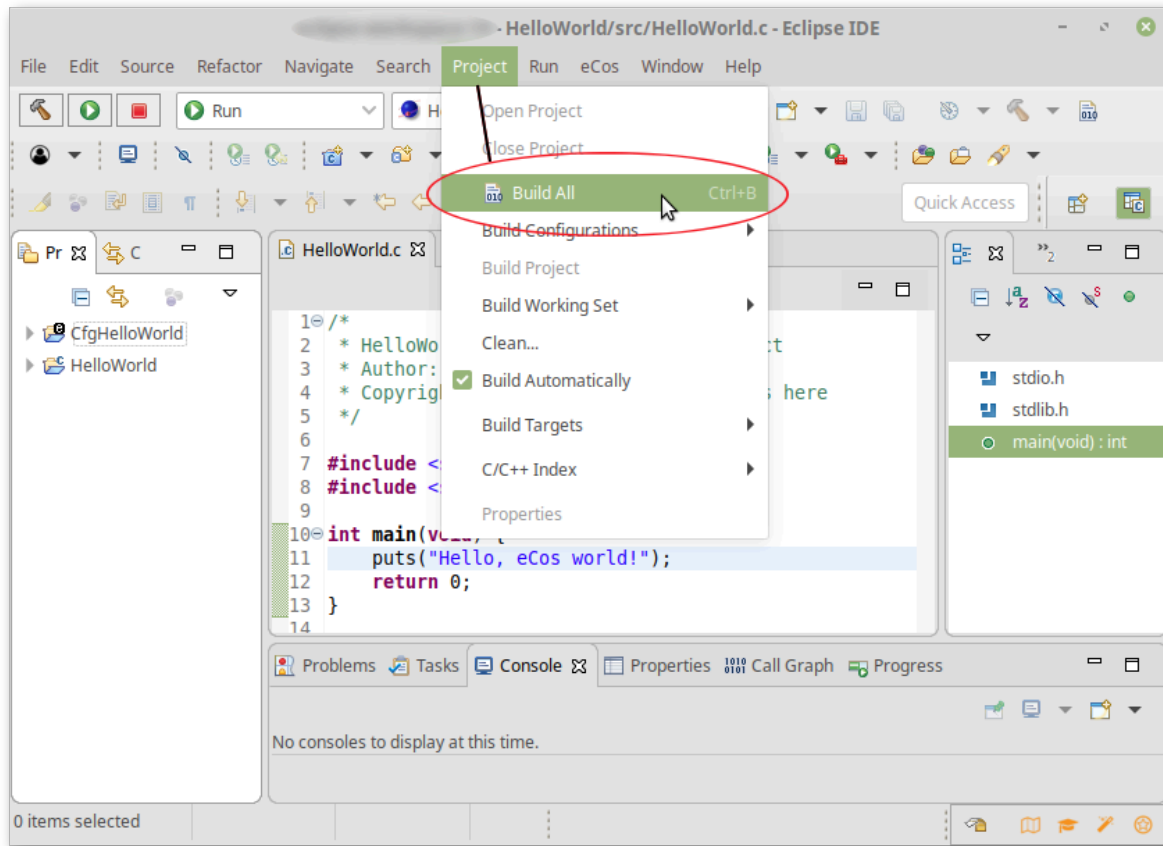 - HelloWorld/src/HelloWorld.c - Eclipse IDE
File Edit Source Refactor Navigate Search Project Run eCos Window Help
Run
Open Project
Close Project
Build All Ctrl+B
Quick Access
Build Configurations
Pr C
HelloWorld.c
2
Build Project
Build Working Set
CfgHelloWorld
HelloWorld
Clean...
Build Automatically
Build Targets
C/C++ Index
Properties
1 /*
2 * HelloWo ct
3 * Author:
4 * Copyrig s here
5 */
6
7 #include <s
8 #include <s
9
10 int main(void) {
11 puts("Hello, eCos world!");
12 return 0;
13 }
14
stdio.h
stdlib.h
main(void) : int
Problems Tasks Console Properties Call Graph Progress
No consoles to display at this time.
0 items selected